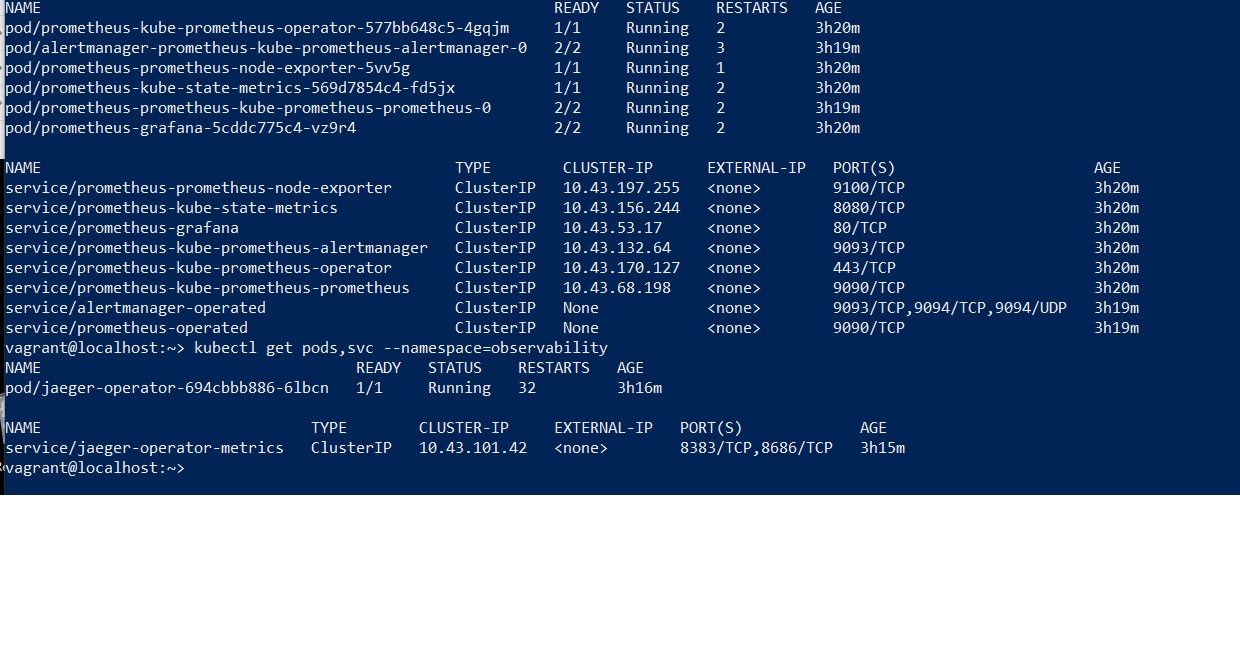 NAME READY STATUS RESTARTS AGE
pod/prometheus-kube-prometheus-operator-577bb648c5-4gqjm 1/1 Running 2 3h20m
pod/alertmanager-prometheus-kube-prometheus-alertmanager-0 2/2 Running 3 3h19m
pod/prometheus-prometheus-node-exporter-5vv5g 1/1 Running 1 3h20m
pod/prometheus-kube-state-metrics-569d7854c4-fd5jx 1/1 Running 2 3h20m
pod/prometheus-prometheus-kube-prometheus-prometheus-0 2/2 Running 2 3h19m
pod/prometheus-grafana-5cddc775c4-vz9r4 2/2 Running 2 3h20m
NAME TYPE CLUSTER-IP EXTERNAL-IP PORT(S) AGE
service/prometheus-prometheus-node-exporter ClusterIP 10.43.197.255 <none> 9100/TCP 3h20m
service/prometheus-kube-state-metrics ClusterIP 10.43.156.244 <none> 8080/TCP 3h20m
service/prometheus-grafana ClusterIP 10.43.53.17 <none> 80/TCP 3h20m
service/prometheus-kube-prometheus-alertmanager ClusterIP 10.43.132.64 <none> 9093/TCP 3h20m
service/prometheus-kube-prometheus-operator ClusterIP 10.43.170.127 <none> 443/TCP 3h20m
service/prometheus-kube-prometheus-prometheus ClusterIP 10.43.68.198 <none> 9090/TCP 3h20m
service/alertmanager-operated ClusterIP None <none> 9093/TCP,9094/TCP,9094/UDP 3h19m
service/prometheus-operated ClusterIP None <none> 9090/TCP 3h19m
vagrant@localhost:~> kubectl get pods,svc --namespace=observability
NAME READY STATUS RESTARTS AGE
pod/jaeger-operator-694cbbb886-6lbcn 1/1 Running 32 3h16m
NAME TYPE CLUSTER-IP EXTERNAL-IP PORT(S) AGE
service/jaeger-operator-metrics ClusterIP 10.43.101.42 <none> 8383/TCP,8686/TCP 3h15m
vagrant@localhost:~>